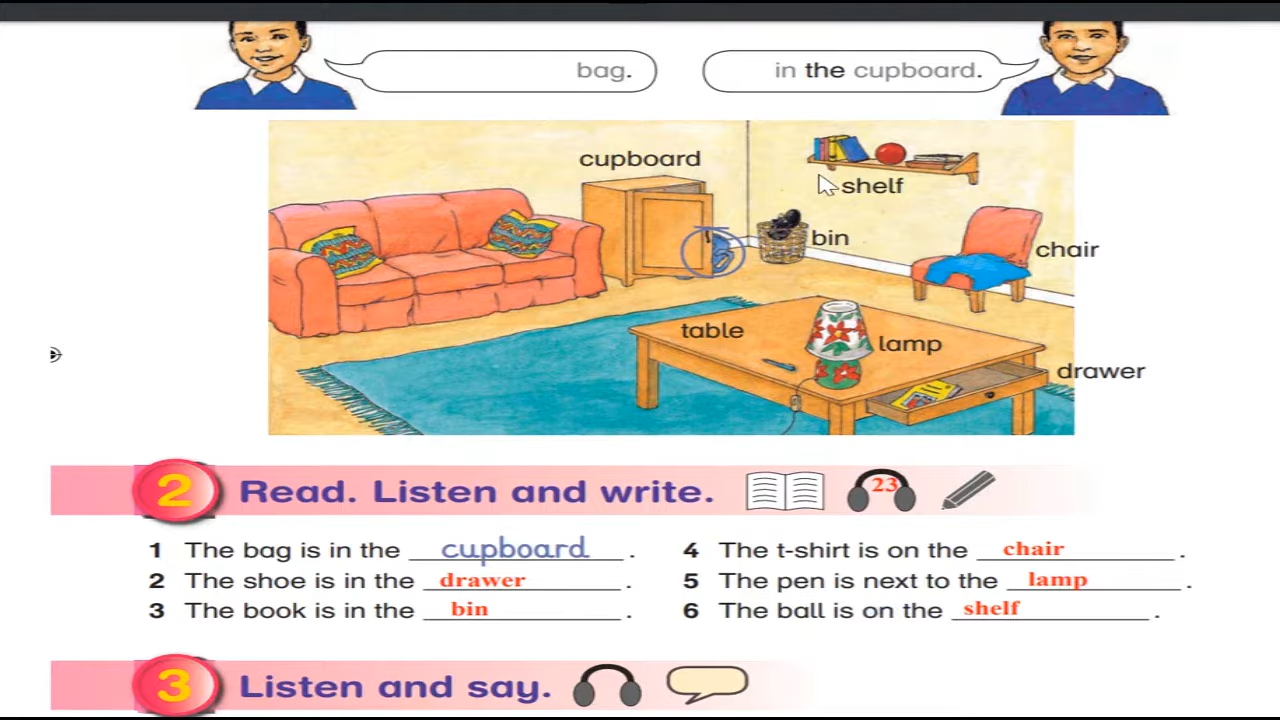 bag.
in the cupboard.
cupboard
shelf
bin
chair
table
lamp
drawer
2 Read. Listen and write. 23
1 The bag is in the cupboard.
2 The shoe is in the drawer.
3 The book is in the bin.
4 The t-shirt is on the chair.
5 The pen is next to the lamp.
6 The ball is on the shelf.
3 Listen and say.